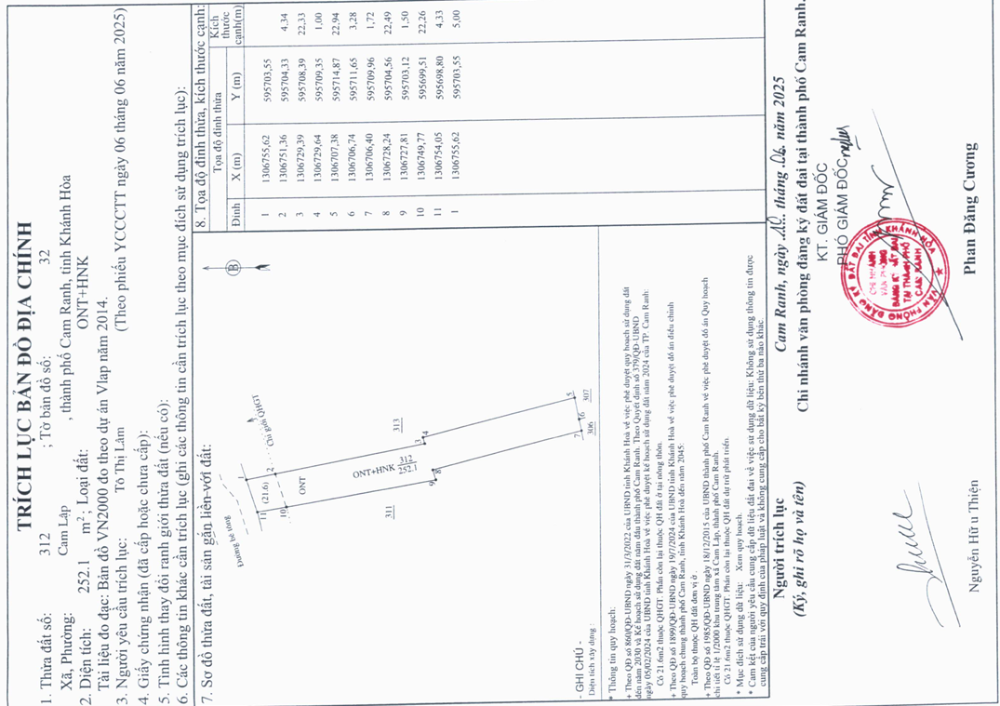 TRÍCH LỤC BẢN ĐỒ ĐỊA CHÍNH
1. Thửa đất số: 312 ; Tờ bản đồ số: 32
Xã, Phường: Cam Lập , thành phố Cam Ranh, tỉnh Khánh Hòa
2. Diện tích: 252.1 m² ; Loại đất: ONT+HNK
Tài liệu đo đạc: Bản đồ VN2000 đo theo dự án Vlap năm 2014.
3. Người yêu cầu trích lục: Tô Thị Lâm (Theo phiếu YCCCTT ngày 06 tháng 06 năm 2025)
4. Giấy chứng nhận (đã cấp hoặc chưa cấp):
5. Tình hình thay đổi ranh giới thửa đất (nếu có):
6. Các thông tin khác cần trích lục (ghi các thông tin cần trích lục theo mục đích sử dụng trích lục):
7. Sơ đồ thửa đất, tài sản gắn liền với đất:
B
Đường bê tông
Chỉ giới QHGT
1
2
(21.6)
11
10
ONT
ONT+HNK 312
252.1
313
311
3
4
9
8
5
6
7
307
306
- GHI CHÚ -
Diện tích xây dựng :
8. Tọa độ đỉnh thửa, kích thước cạnh:
Đỉnh
Tọa độ đỉnh thửa
X (m) Y (m)
Kích thước cạnh(m)
1 1306755,62 595703,55
4,34
2 1306751,36 595704,33
22,33
3 1306729,39 595708,39
1,00
4 1306729,64 595709,35
22,94
5 1306707,38 595714,87
3,28
6 1306706,74 595711,65
1,72
7 1306706,40 595709,96
22,49
8 1306728,24 595704,56
1,50
9 1306727,81 595703,12
22,26
10 1306749,77 595699,51
4,33
11 1306754,05 595698,80
5,00
1 1306755,62 595703,55
* Thông tin quy hoạch:
+ Theo QĐ số 860/QĐ-UBND ngày 31/3/2022 của UBND tỉnh Khánh Hoà về việc phê duyệt quy hoạch sử dụng đất
đến năm 2030 và Kế hoạch sử dụng đất năm đầu thành phố Cam Ranh. Theo Quyết định số 379/QĐ-UBND
ngày 05/02/2024 của UBND tỉnh Khánh Hoà về việc phê duyệt kế hoạch sử dụng đất năm 2024 của TP. Cam Ranh:
Có 21.6m2 thuộc QHGT. Phần còn lại thuộc QH đất ở tại nông thôn.
+ Theo QĐ số 1899/QĐ-UBND ngày 19/7/2024 của UBND tỉnh Khánh Hoà về việc phê duyệt đồ án điều chỉnh
quy hoạch chung thành phố Cam Ranh, tỉnh Khánh Hoà đến năm 2045:
Toàn bộ thuộc QH đất đơn vị ở .
+ Theo QĐ số 1985/QĐ-UBND ngày 18/12/2015 của UBND thành phố Cam Ranh về việc phê duyệt đồ án Quy hoạch
chi tiết tỉ lệ 1/2000 khu trung tâm xã Cam Lập, thành phố Cam Ranh.
Có 21.6m2 thuộc QHGT. Phần còn lại thuộc QH đất dự trữ phát triển.
* Mục đích sử dụng dữ liệu: Xem quy hoạch.
* Cam kết của người yêu cầu cung cấp dữ liệu đất đai về việc sử dụng dữ liệu: Không sử dụng thông tin được
cung cấp trái với quy định của pháp luật và không cung cấp cho bất kỳ bên thứ ba nào khác.
Người trích lục
(Ký, ghi rõ họ và tên)
Nguyễn Hữu Thiện
Cam Ranh, ngày 10 tháng 06 năm 2025
Chi nhánh văn phòng đăng ký đất đai tại thành phố Cam Ranh.
KT. GIÁM ĐỐC
PHÓ GIÁM ĐỐC
VĂN PHÒNG ĐĂNG KÝ ĐẤT ĐAI TỈNH KHÁNH HÒA
CHI NHÁNH
VĂN PHÒNG
ĐĂNG KÝ ĐẤT ĐAI
TẠI THÀNH PHỐ
CAM RANH
Phan Đăng Cương